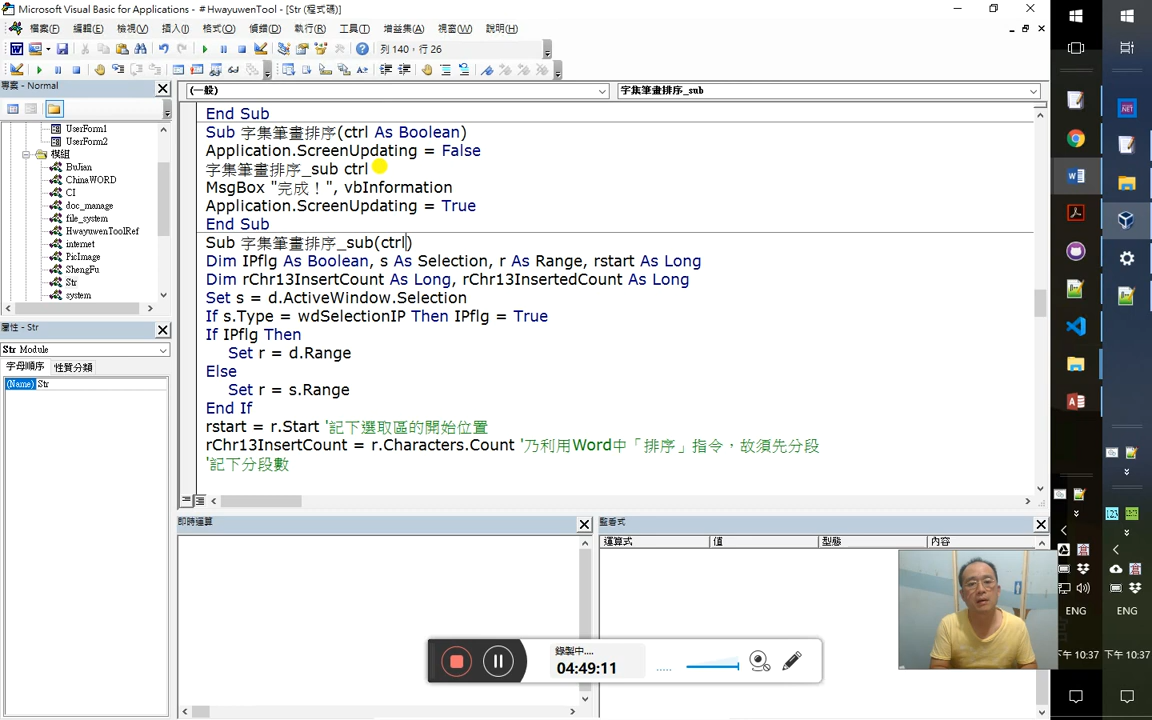 Microsoft Visual Basic for Applications - #HwayuwenTool - [Str (程式碼)]
檔案(F) 編輯(E) 檢視(V) 插入(I) 格式(O) 偵錯(D) 執行(R) 工具(T) 增益集(A) 視窗(W) 說明(H)
列 140，行 26
專案 - Normal
(一般)
字集筆畫排序_sub
UserForm1
UserForm2
模組
BuJian
ChinaWORD
CI
doc_manage
file_system
HwayuwenToolRef
internet
PicImage
ShengFu
Str
system
屬性 - Str
Str Module
字母順序 性質分類
(Name) Str
End Sub
Sub 字集筆畫排序(ctrl As Boolean)
Application.ScreenUpdating = False
字集筆畫排序_sub ctrl
MsgBox "完成！", vbInformation
Application.ScreenUpdating = True
End Sub
Sub 字集筆畫排序_sub(ctrl)
Dim IPflg As Boolean, s As Selection, r As Range, rstart As Long
Dim rChr13InsertCount As Long, rChr13InsertedCount As Long
Set s = d.ActiveWindow.Selection
If s.Type = wdSelectionIP Then IPflg = True
If IPflg Then
Set r = d.Range
Else
Set r = s.Range
End If
rstart = r.Start '記下選取區的開始位置
rChr13InsertCount = r.Characters.Count '乃利用Word中「排序」指令，故須先分段
'記下分段數
即時運算
監看式
運算式 值 型態 內容
錄製中....
04:49:11
ENG
下午 10:37
ENG
下午 10:37